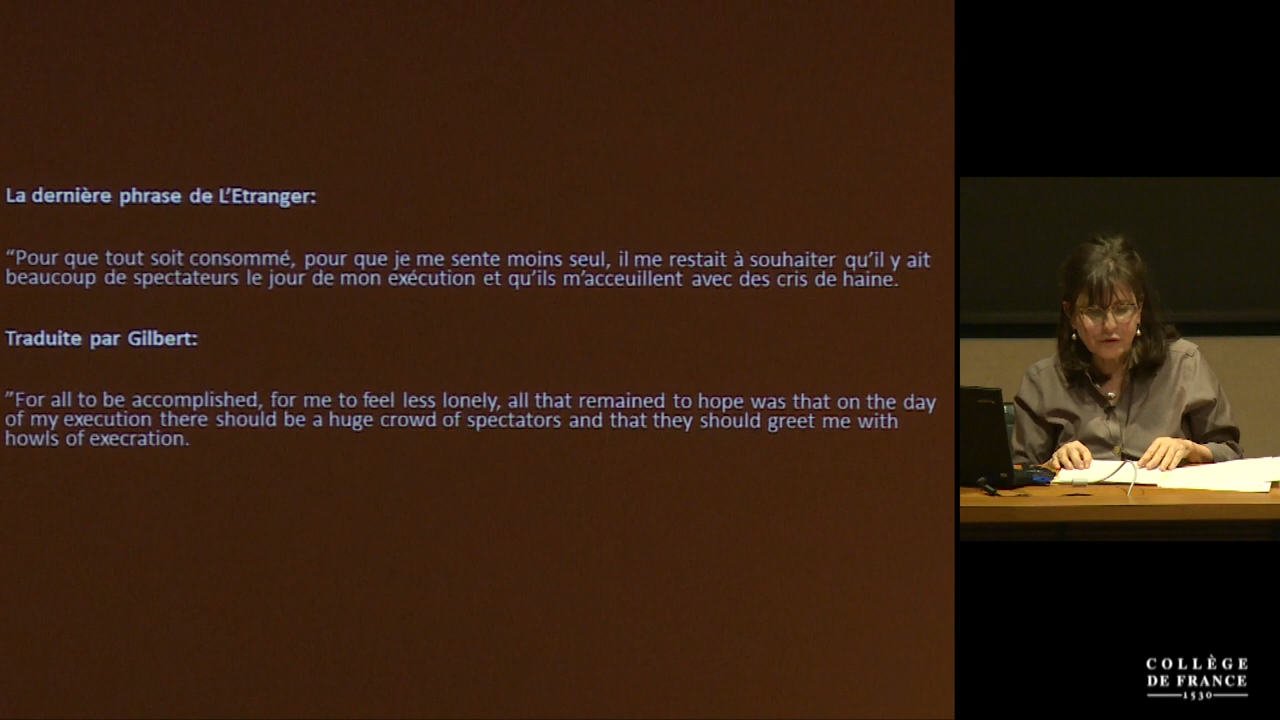 La dernière phrase de L’Etranger:
“Pour que tout soit consommé, pour que je me sente moins seul, il me restait à souhaiter qu’il y ait
beaucoup de spectateurs le jour de mon exécution et qu’ils m’acceuillent avec des cris de haine.
Traduite par Gilbert:
”For all to be accomplished, for me to feel less lonely, all that remained to hope was that on the day
of my execution there should be a huge crowd of spectators and that they should greet me with
howls of execration.
COLLÈGE
DE FRANCE
1530